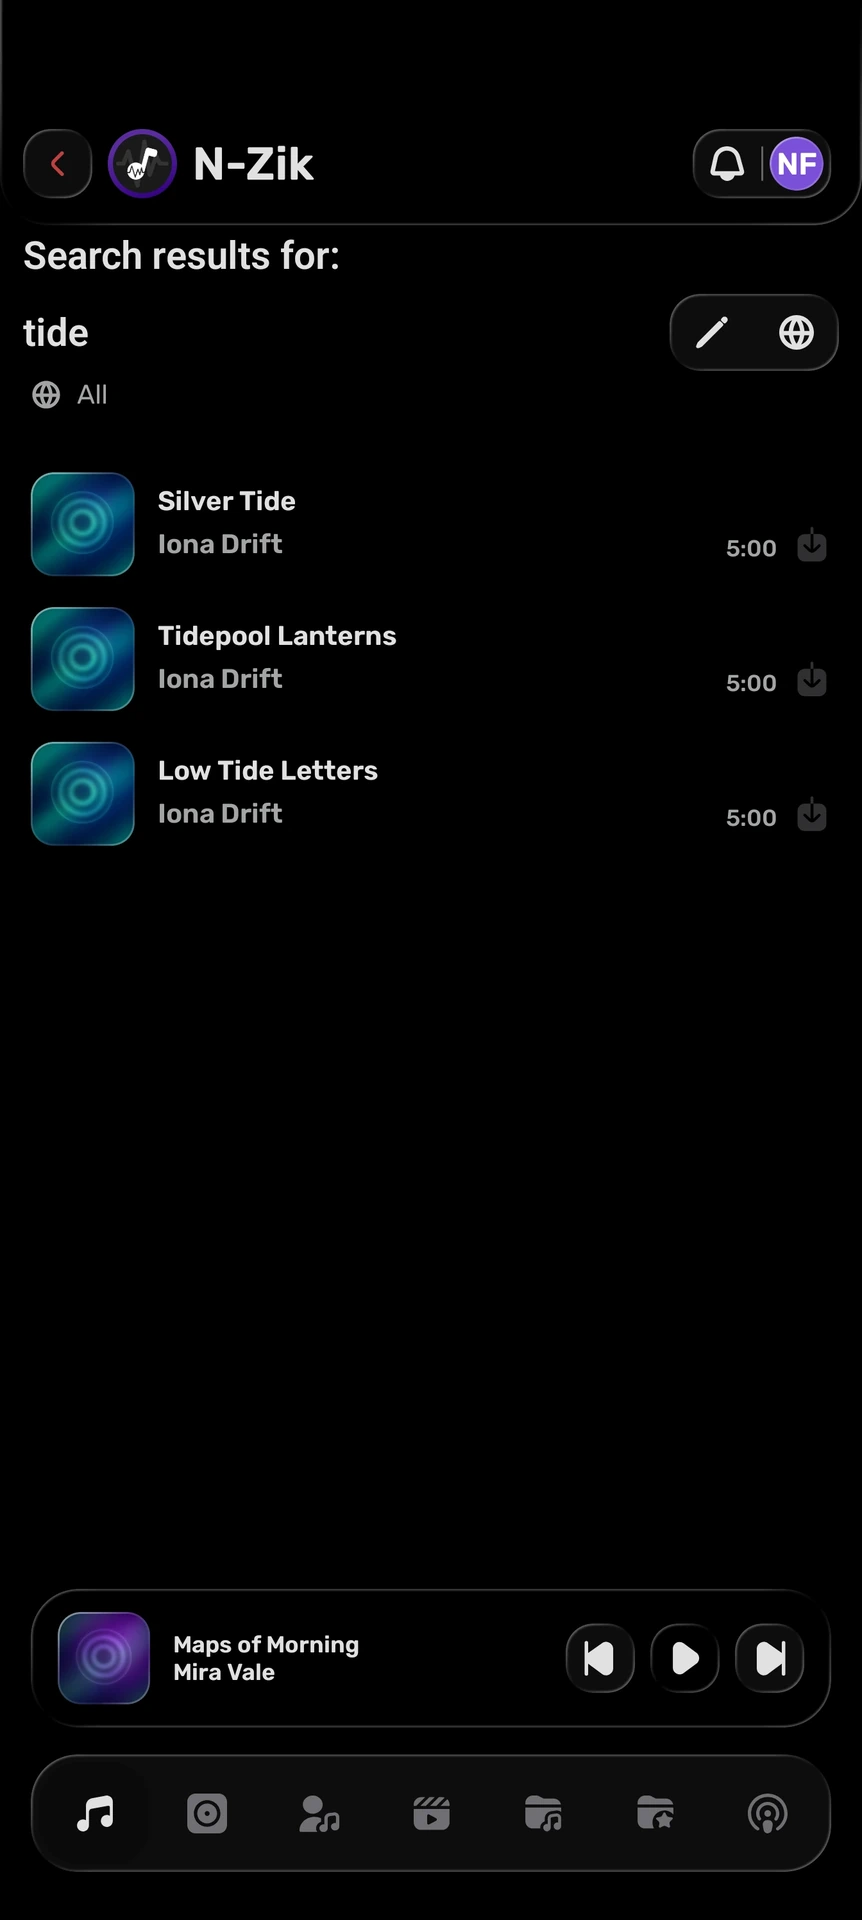 N-Zik
NF
Search results for:
tide
All
Silver Tide
Iona Drift
5:00
Tidepool Lanterns
Iona Drift
5:00
Low Tide Letters
Iona Drift
5:00
Maps of Morning
Mira Vale